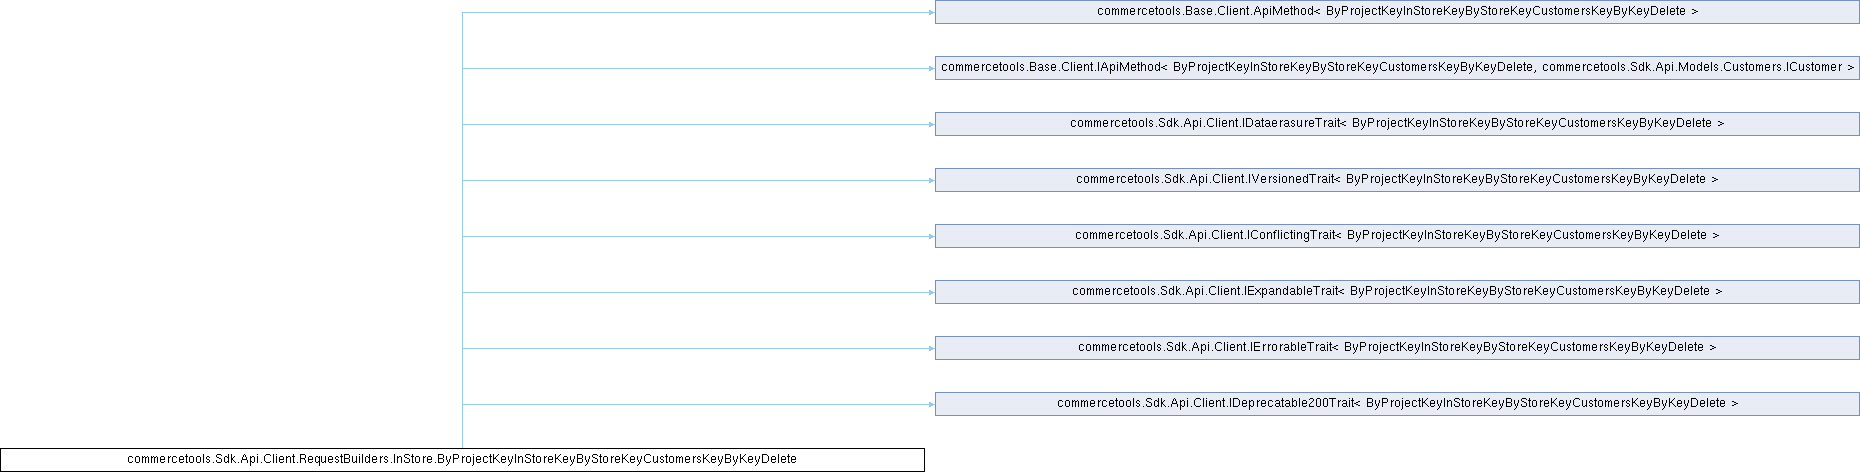 commercetools.Base.Client.ApiMethod< ByProjectKeyInStoreKeyByStoreKeyCustomersKeyByKeyDelete >
commercetools.Base.Client.IApiMethod< ByProjectKeyInStoreKeyByStoreKeyCustomersKeyByKeyDelete, commercetools.Sdk.Api.Models.Customers.ICustomer >
commercetools.Sdk.Api.Client.IDataerasureTrait< ByProjectKeyInStoreKeyByStoreKeyCustomersKeyByKeyDelete >
commercetools.Sdk.Api.Client.IVersionedTrait< ByProjectKeyInStoreKeyByStoreKeyCustomersKeyByKeyDelete >
commercetools.Sdk.Api.Client.IConflictingTrait< ByProjectKeyInStoreKeyByStoreKeyCustomersKeyByKeyDelete >
commercetools.Sdk.Api.Client.IExpandableTrait< ByProjectKeyInStoreKeyByStoreKeyCustomersKeyByKeyDelete >
commercetools.Sdk.Api.Client.IErrorableTrait< ByProjectKeyInStoreKeyByStoreKeyCustomersKeyByKeyDelete >
commercetools.Sdk.Api.Client.IDeprecatable200Trait< ByProjectKeyInStoreKeyByStoreKeyCustomersKeyByKeyDelete >
commercetools.Sdk.Api.Client.RequestBuilders.InStore.ByProjectKeyInStoreKeyByStoreKeyCustomersKeyByKeyDelete